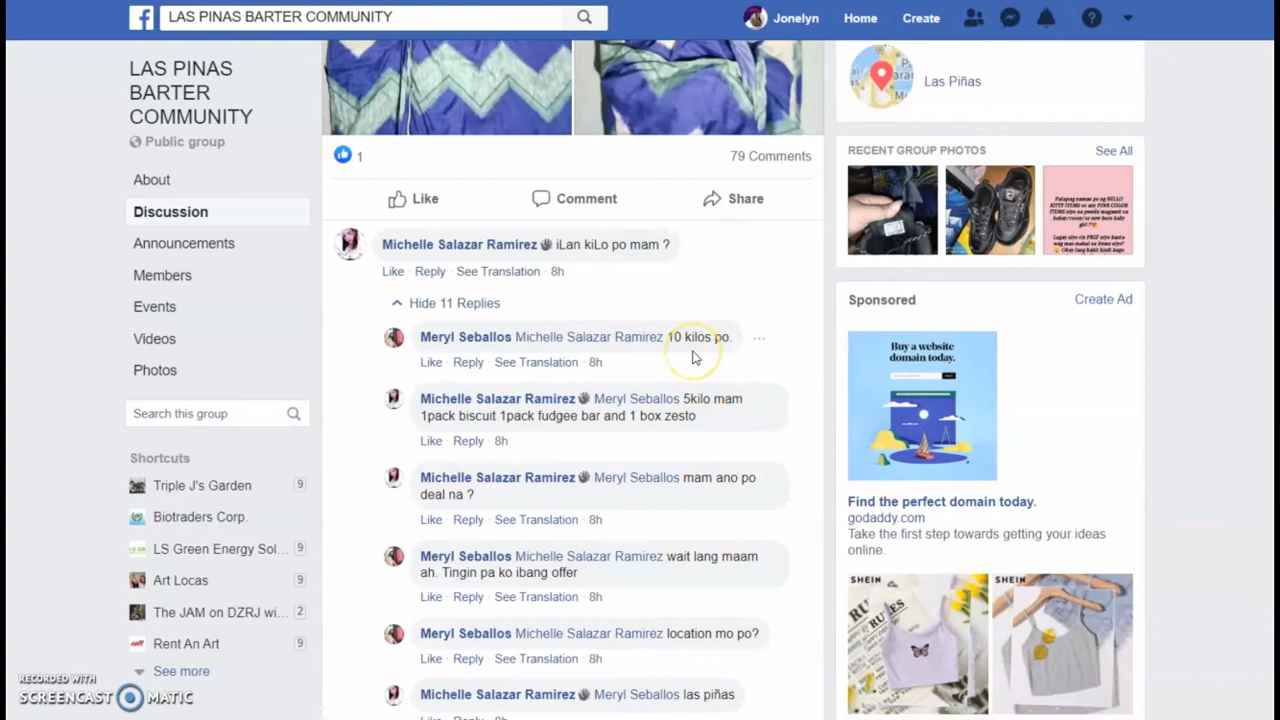 LAS PINAS BARTER COMMUNITY
Jonelyn
Home
Create
LAS PINAS
BARTER
COMMUNITY
Public group
About
Discussion
Announcements
Members
Events
Videos
Photos
Search this group
Shortcuts
Triple J's Garden 9
Biotraders Corp.
LS Green Energy Sol... 9
Art Locas 9
The JAM on DZRJ wi... 2
Rent An Art 9
See more
RECORDED WITH
SCREENCAST MATIC
1
79 Comments
Like Comment Share
Michelle Salazar Ramirez 👋 iLan kiLo po mam ?
Like · Reply · See Translation · 8h
Hide 11 Replies
Meryl Seballos Michelle Salazar Ramirez 10 kilos po.
Like · Reply · See Translation · 8h
Michelle Salazar Ramirez 👋 Meryl Seballos 5kilo mam
1pack biscuit 1pack fudgee bar and 1 box zesto
Like · Reply · 8h
Michelle Salazar Ramirez 👋 Meryl Seballos mam ano po
deal na ?
Like · Reply · See Translation · 8h
Meryl Seballos Michelle Salazar Ramirez wait lang maam
ah. Tingin pa ko ibang offer
Like · Reply · See Translation · 8h
Meryl Seballos Michelle Salazar Ramirez location mo po?
Like · Reply · See Translation · 8h
Michelle Salazar Ramirez 👋 Meryl Seballos las piñas
Las Piñas
RECENT GROUP PHOTOS
See All
Sponsored
Create Ad
Buy a website
domain today.
Find the perfect domain today.
godaddy.com
Take the first step towards getting your ideas
online.
SHEIN
SHEIN